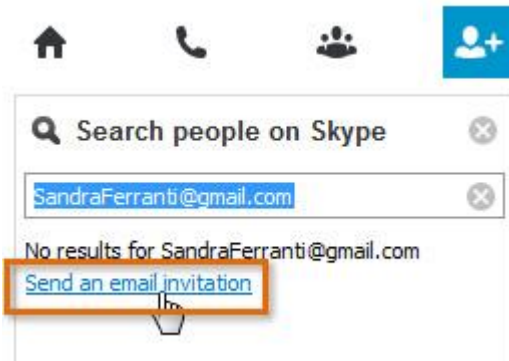 Search people on Skype
SandraFerranti@gmail.com
No results for SandraFerranti@gmail.com
Send an email invitation